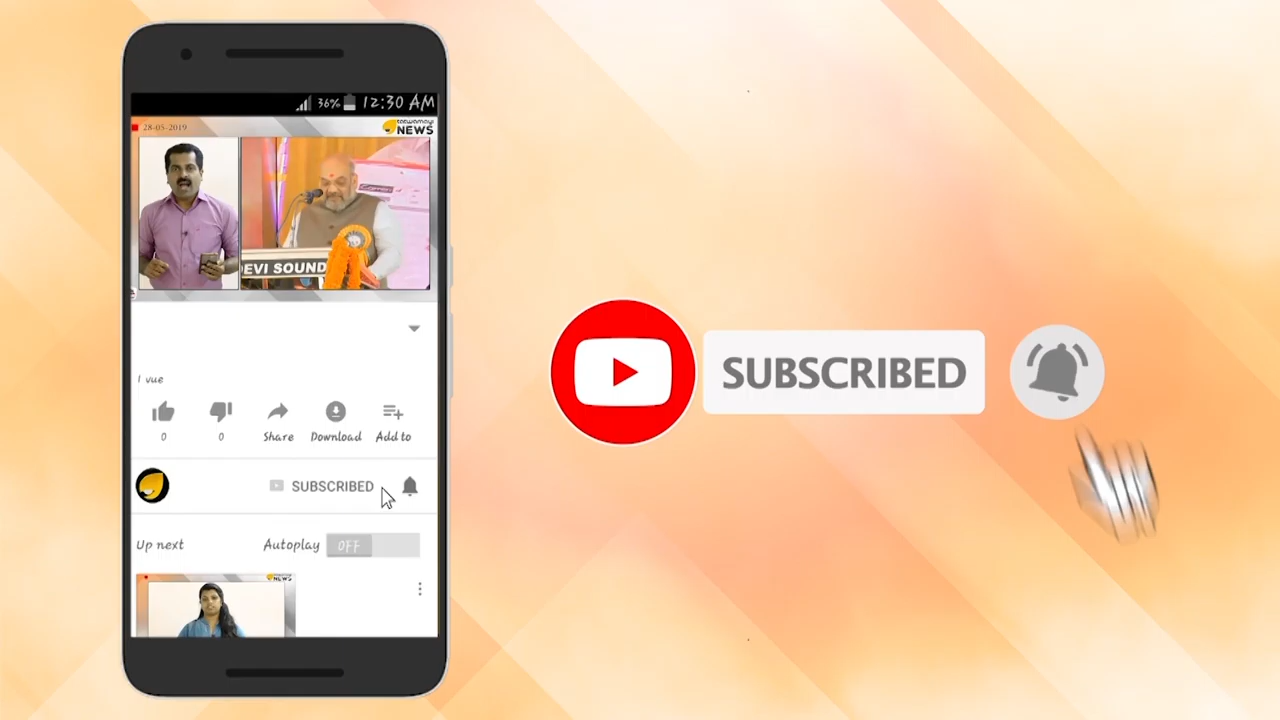 36% 12:30 AM
28-05-2019
tatwamayi
NEWS
DEVI SOUND
1 vue
0 0 Share Download Add to
SUBSCRIBED
Up next Autoplay OFF
NEWS
SUBSCRIBED